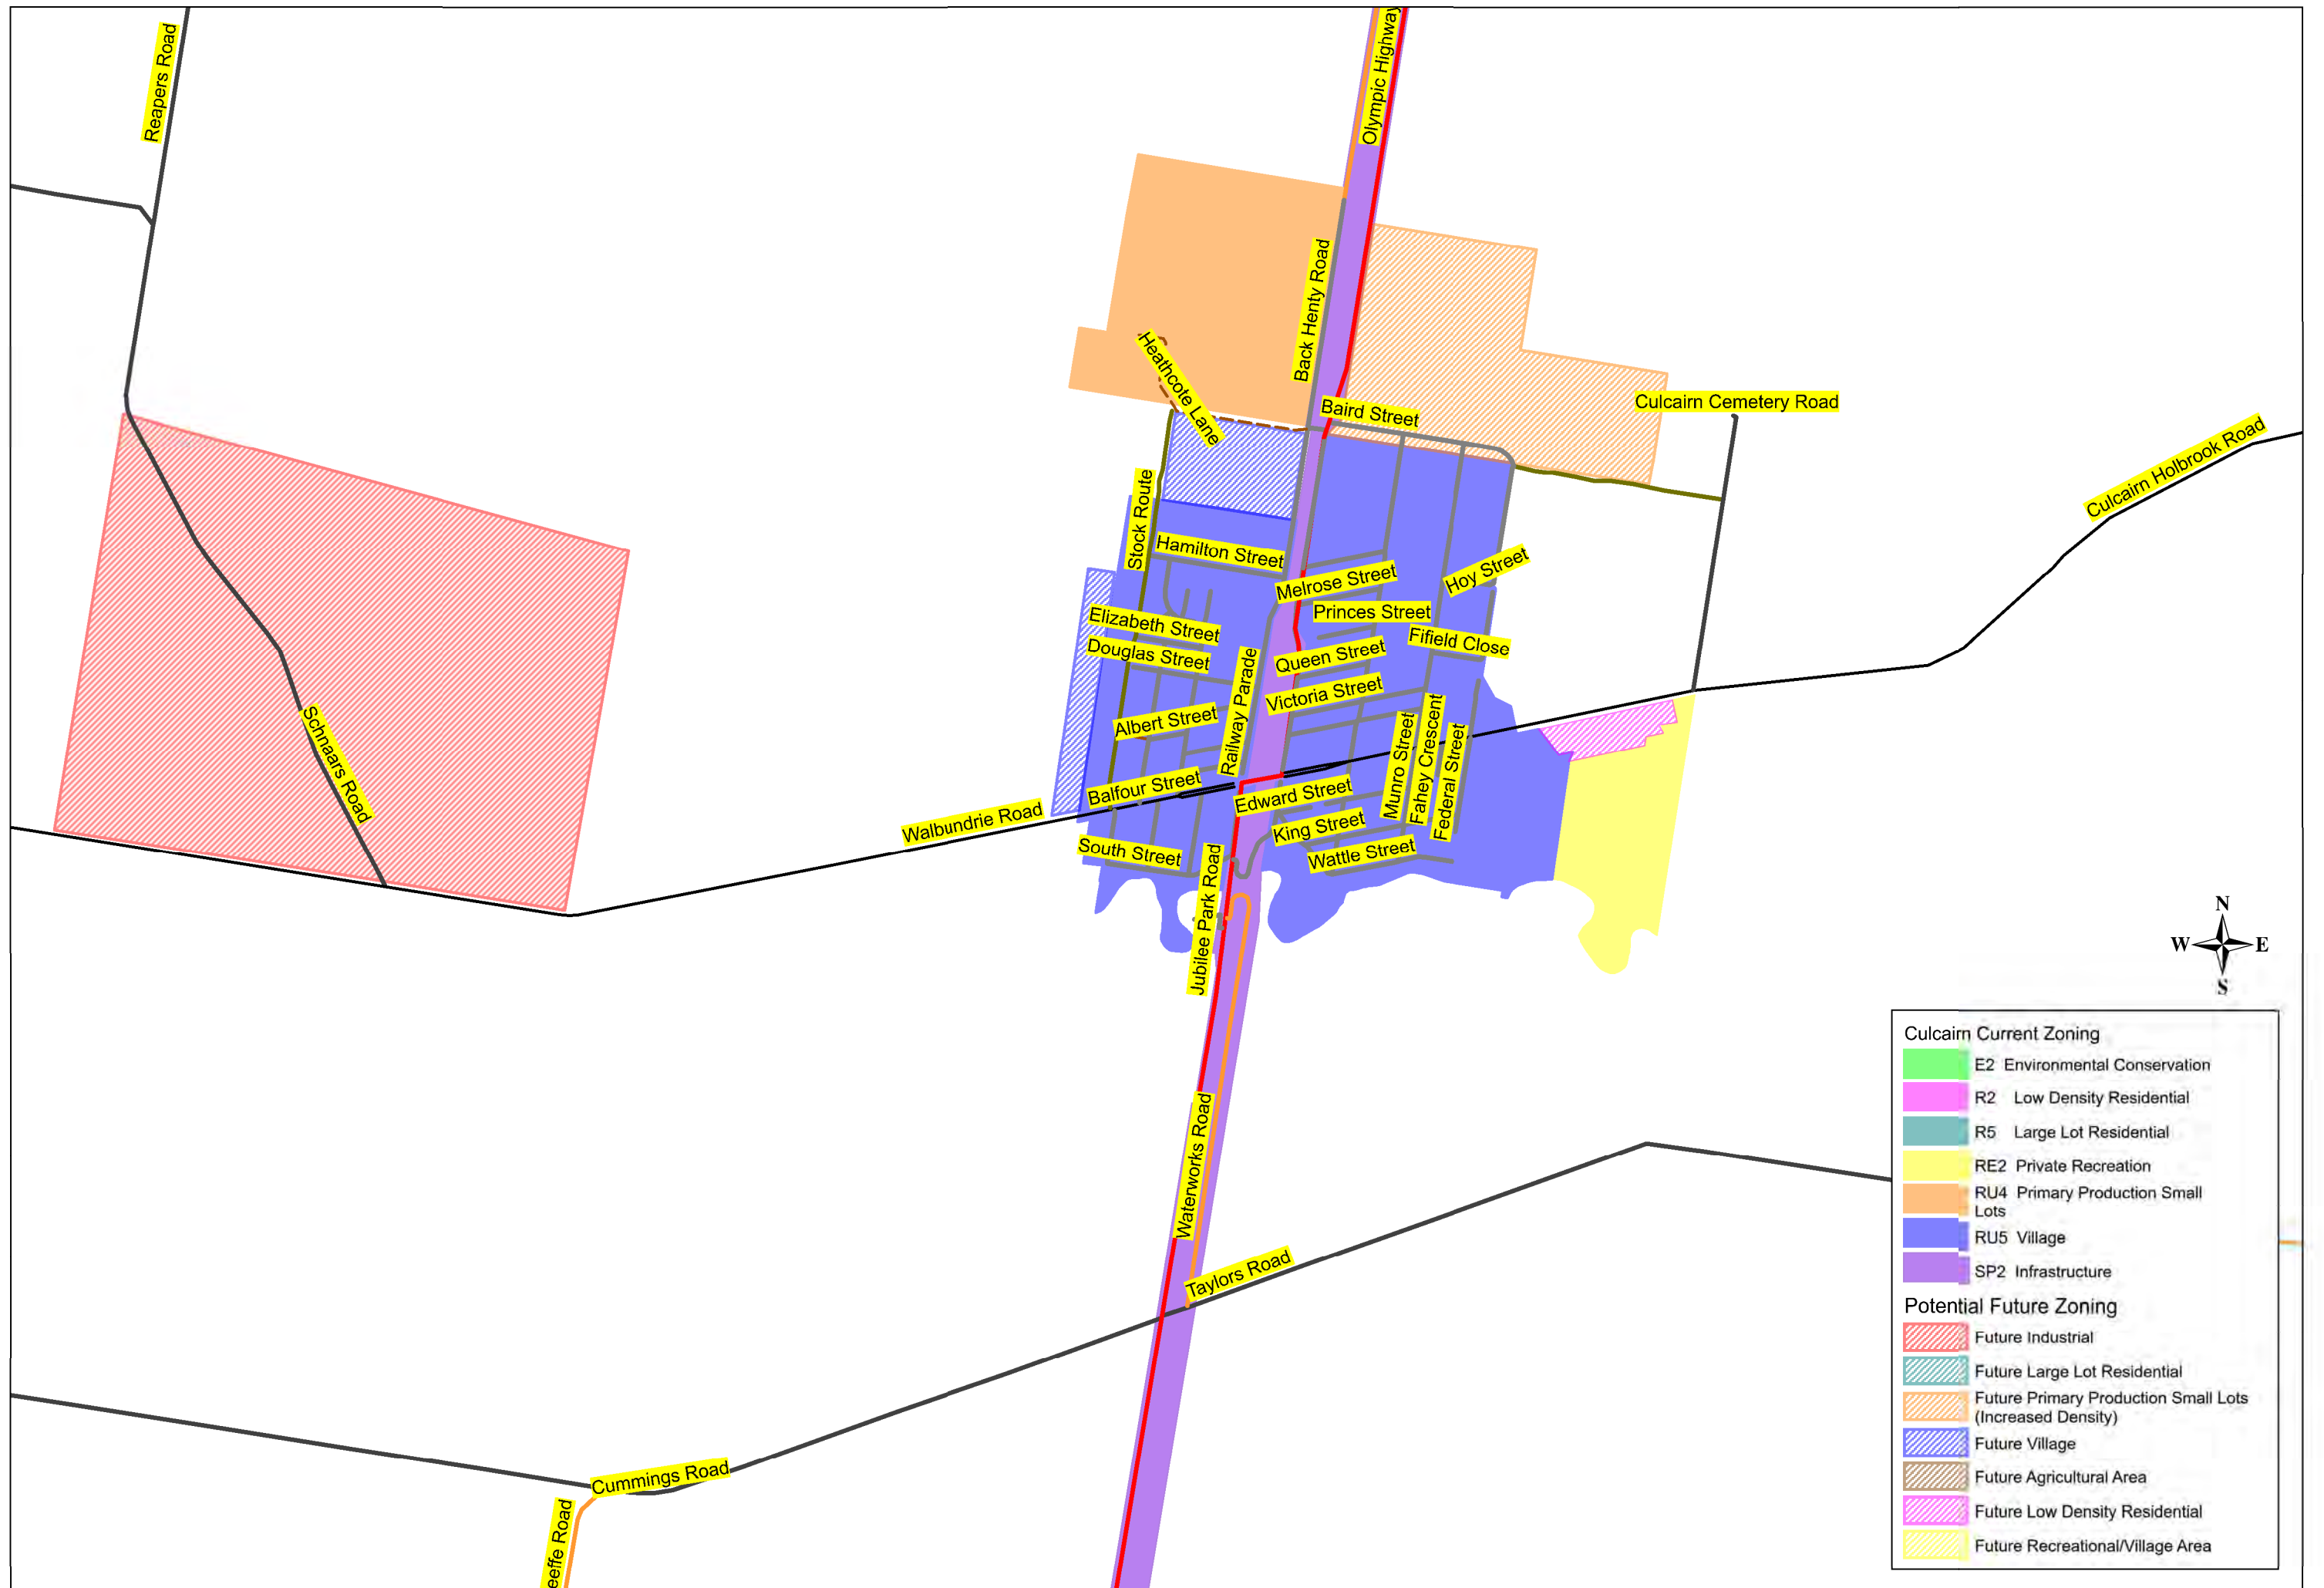 Reapers Road
Olympic Highway
Back Henty Road
Heathcote Lane
Baird Street
Culcairn Cemetery Road
Culcairn Holbrook Road
Stock Route
Hamilton Street
Melrose Street
Hoy Street
Princes Street
Elizabeth Street
Fifield Close
Douglas Street
Queen Street
Railway Parade
Victoria Street
Albert Street
Munro Street
Fahey Crescent
Federal Street
Schnaars Road
Balfour Street
Edward Street
Walbundrie Road
King Street
South Street
Wattle Street
Jubilee Park Road
N
W
E
S
Waterworks Road
Taylors Road
Cummings Road
eeffe Road
Culcairn Current Zoning
E2 Environmental Conservation
R2 Low Density Residential
R5 Large Lot Residential
RE2 Private Recreation
RU4 Primary Production Small
Lots
RU5 Village
SP2 Infrastructure
Potential Future Zoning
Future Industrial
Future Large Lot Residential
Future Primary Production Small Lots
(Increased Density)
Future Village
Future Agricultural Area
Future Low Density Residential
Future Recreational/Village Area